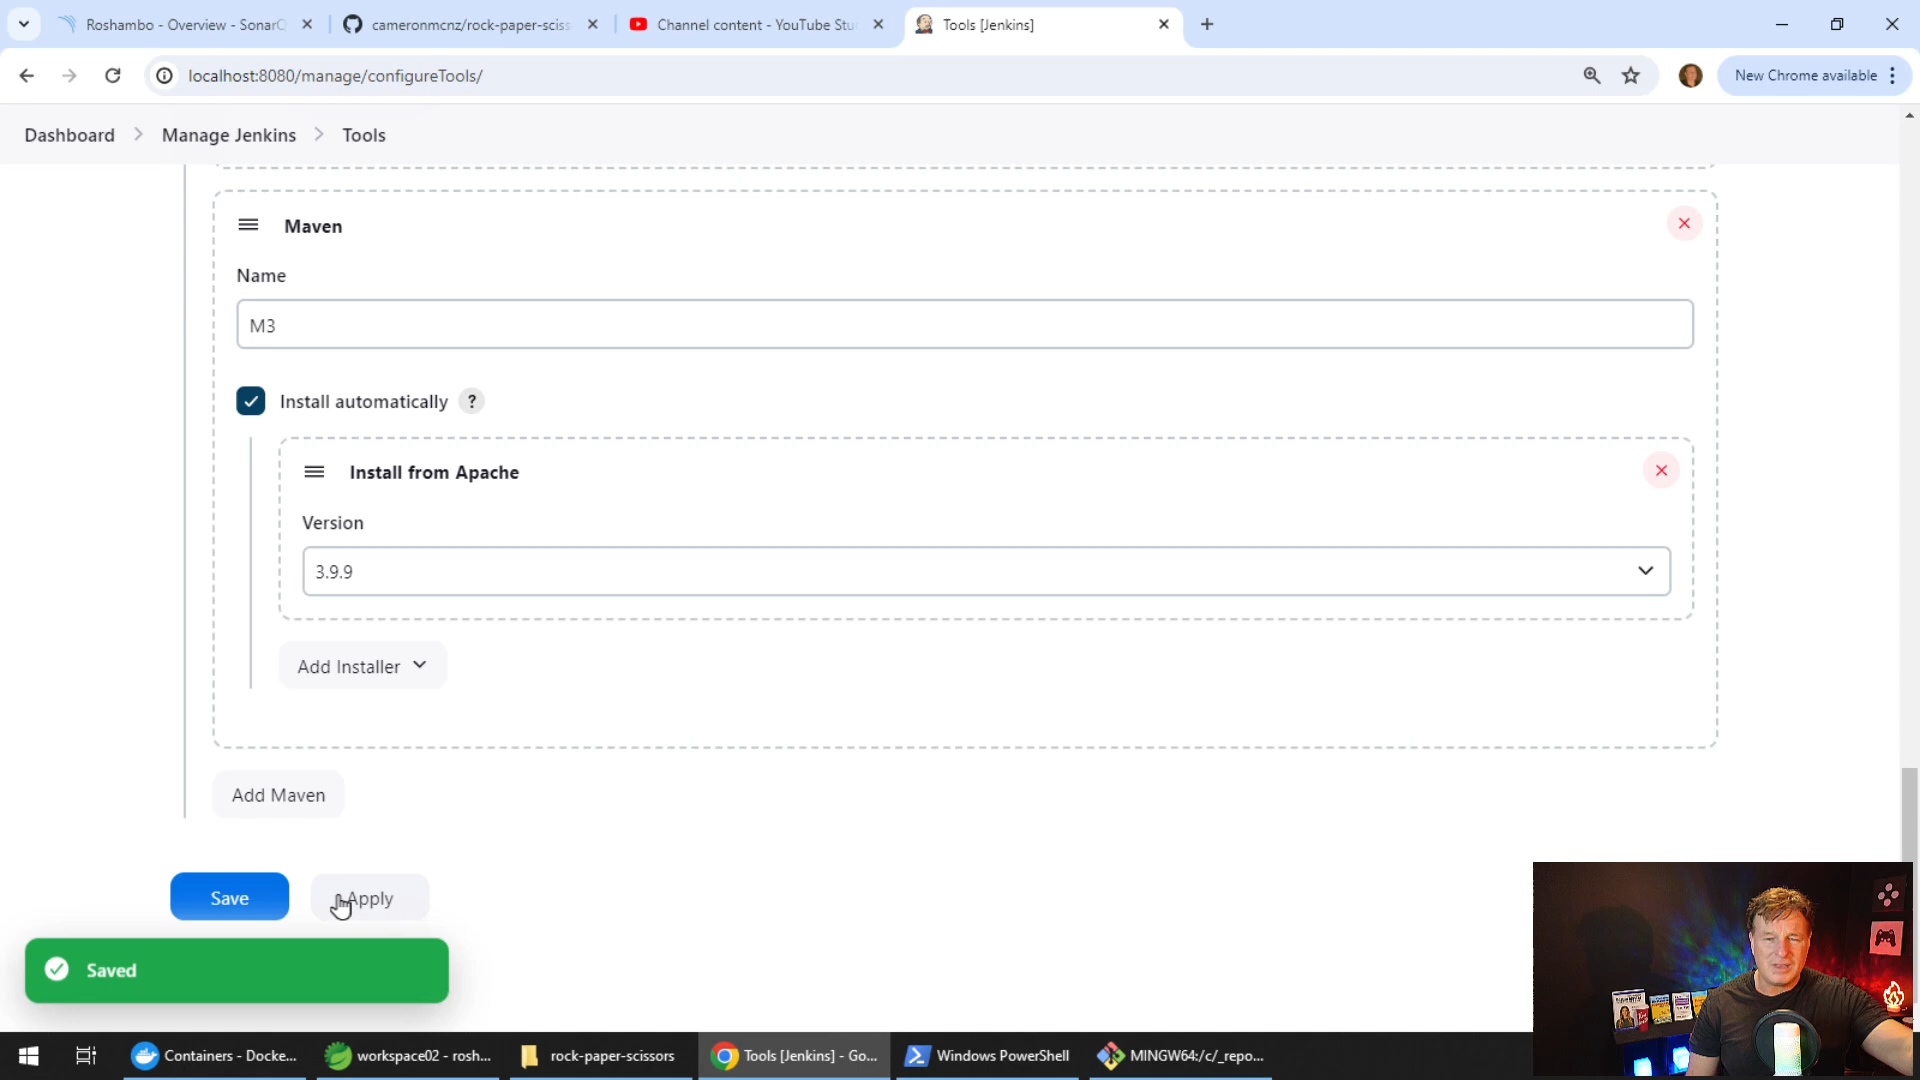 Roshambo - Overview - SonarQ
cameronmcnz/rock-paper-sciss
Channel content - YouTube Stu
Tools [Jenkins]
localhost:8080/manage/configureTools/
New Chrome available
Dashboard
Manage Jenkins
Tools
Maven
Name
M3
Install automatically
?
Install from Apache
Version
3.9.9
Add Installer
Add Maven
Save
Apply
Saved
Containers - Docke...
workspace02 - rosh...
rock-paper-scissors
Tools [Jenkins] - Go...
Windows PowerShell
MINGW64:/c/_repo...